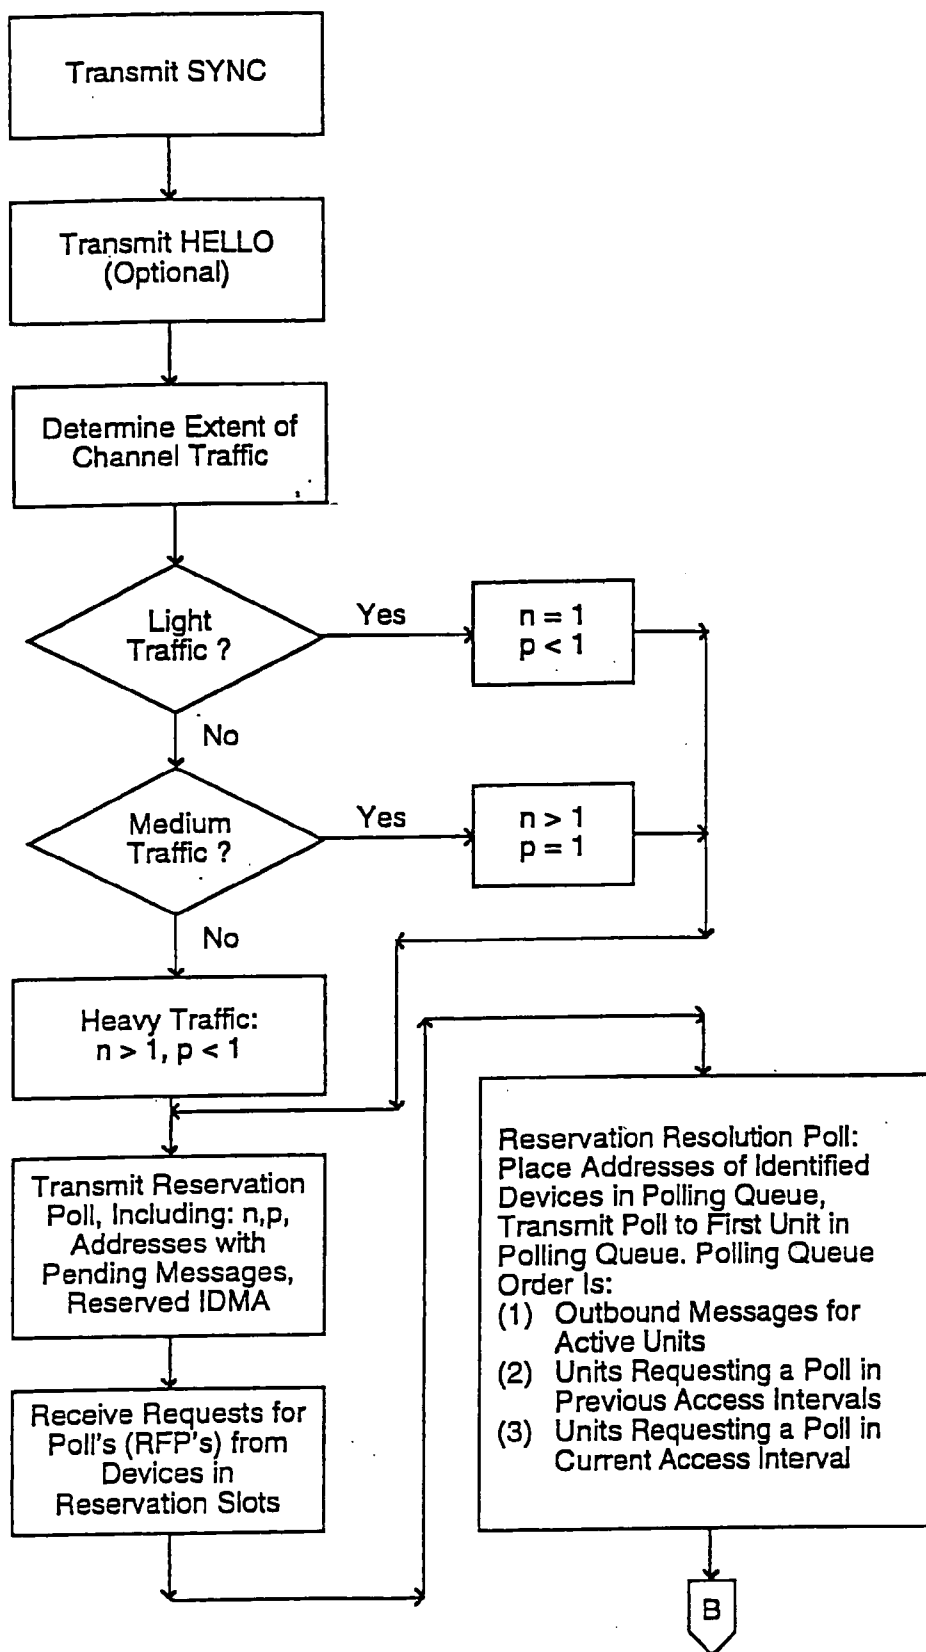 Transmit SYNC
Transmit HELLO
(Optional)
Determine Extent of
Channel Traffic
Light
Traffic ?
Yes
n = 1
p < 1
No
Medium
Traffic ?
Yes
n > 1
p = 1
No
Heavy Traffic:
n > 1, p < 1
Transmit Reservation
Poll, Including: n,p,
Addresses with
Pending Messages,
Reserved IDMA
Receive Requests for
Poll's (RFP's) from
Devices in
Reservation Slots
Reservation Resolution Poll:
Place Addresses of Identified
Devices in Polling Queue,
Transmit Poll to First Unit in
Polling Queue. Polling Queue
Order Is:
(1) Outbound Messages for
Active Units
(2) Units Requesting a Poll in
Previous Access Intervals
(3) Units Requesting a Poll in
Current Access Interval
B